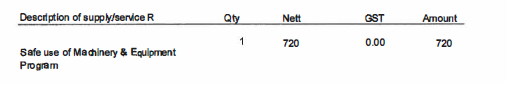 Description of supply/service R Qty Nett GST Amount
1 720 0.00 720
Safe use of Machinery & Equipment
Program